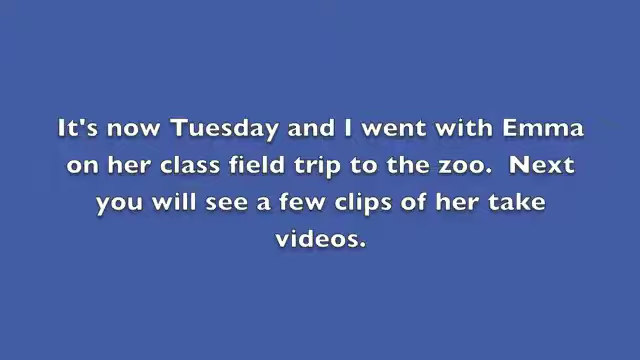 It's now Tuesday and I went with Emma
on her class field trip to the zoo.  Next
you will see a few clips of her take
videos.